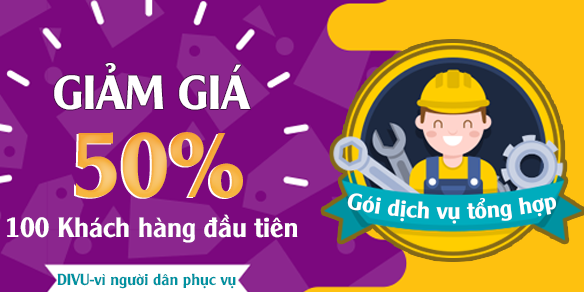 GIẢM GIÁ
50%
100 Khách hàng đầu tiên
DIVU-vì người dân phục vụ
Gói dịch vụ tổng hợp